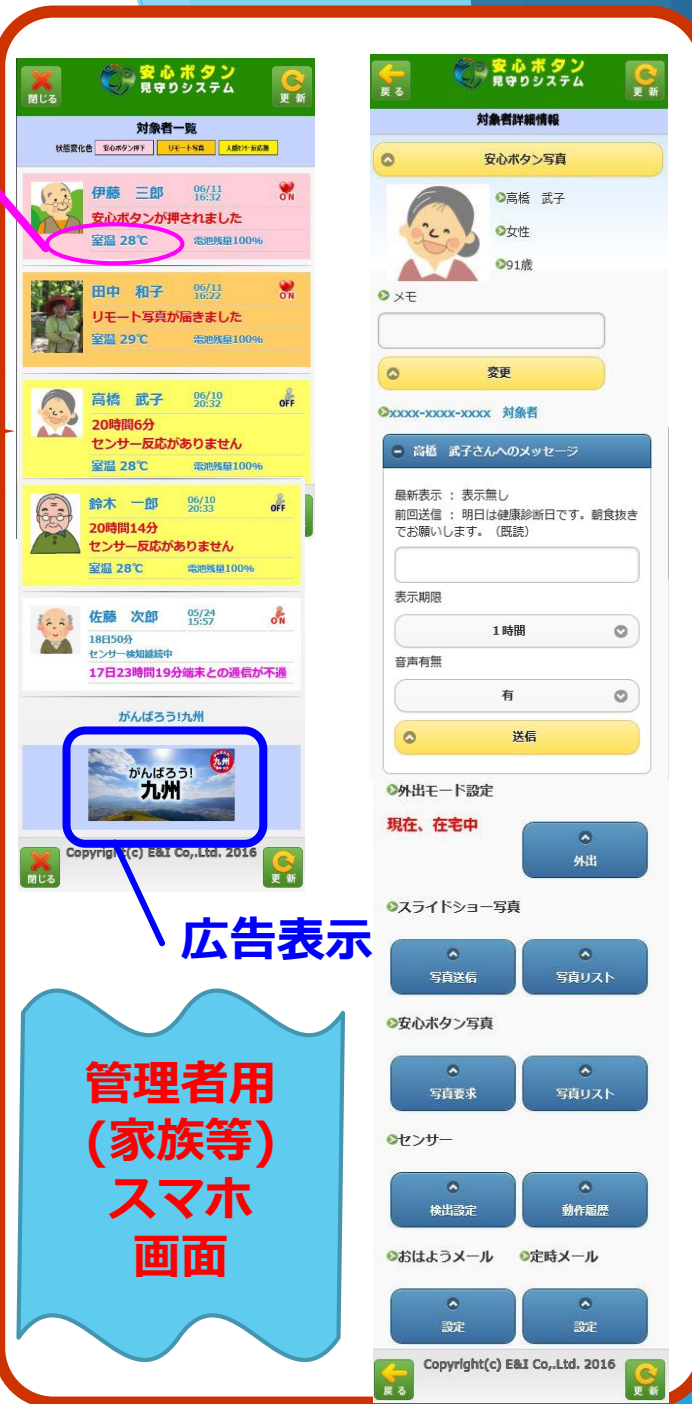 閉じる
安心ボタン
見守りシステム
更新
対象者一覧
状態変化色 安心ボタン押下 リモート写真 人感センサー反応無
伊藤 三郎 06/11 16:32 ON
安心ボタンが押されました
室温 28℃ 電池残量100%
田中 和子 06/11 16:22 ON
リモート写真が届きました
室温 29℃ 電池残量100%
高橋 武子 06/10 20:32 OFF
20時間6分
センサー反応がありません
室温 28℃ 電池残量100%
鈴木 一郎 06/10 20:33 OFF
20時間14分
センサー反応がありません
室温 28℃ 電池残量100%
佐藤 次郎 05/24 15:57 ON
18日50分
センサー検知継続中
17日23時間19分端末との通信が不通
がんばろう!九州
がんばろう!
九州
九州
Copyright(c) E&I Co,.Ltd. 2016
閉じる
更新
広告表示
管理者用
(家族等)
スマホ
画面
戻る
安心ボタン
見守りシステム
更新
対象者詳細情報
安心ボタン写真
高橋 武子
女性
91歳
メモ
変更
xxxx-xxxx-xxxx 対象者
高橋 武子さんへのメッセージ
最新表示 : 表示無し
前回送信 : 明日は健康診断日です。朝食抜き
でお願いします。(既読)
表示期限
1時間
音声有無
有
送信
外出モード設定
現在、在宅中
外出
スライドショー写真
写真送信 写真リスト
安心ボタン写真
写真要求 写真リスト
センサー
検出設定 動作履歴
おはようメール 定時メール
設定 設定
Copyright(c) E&I Co,.Ltd. 2016
戻る
更新